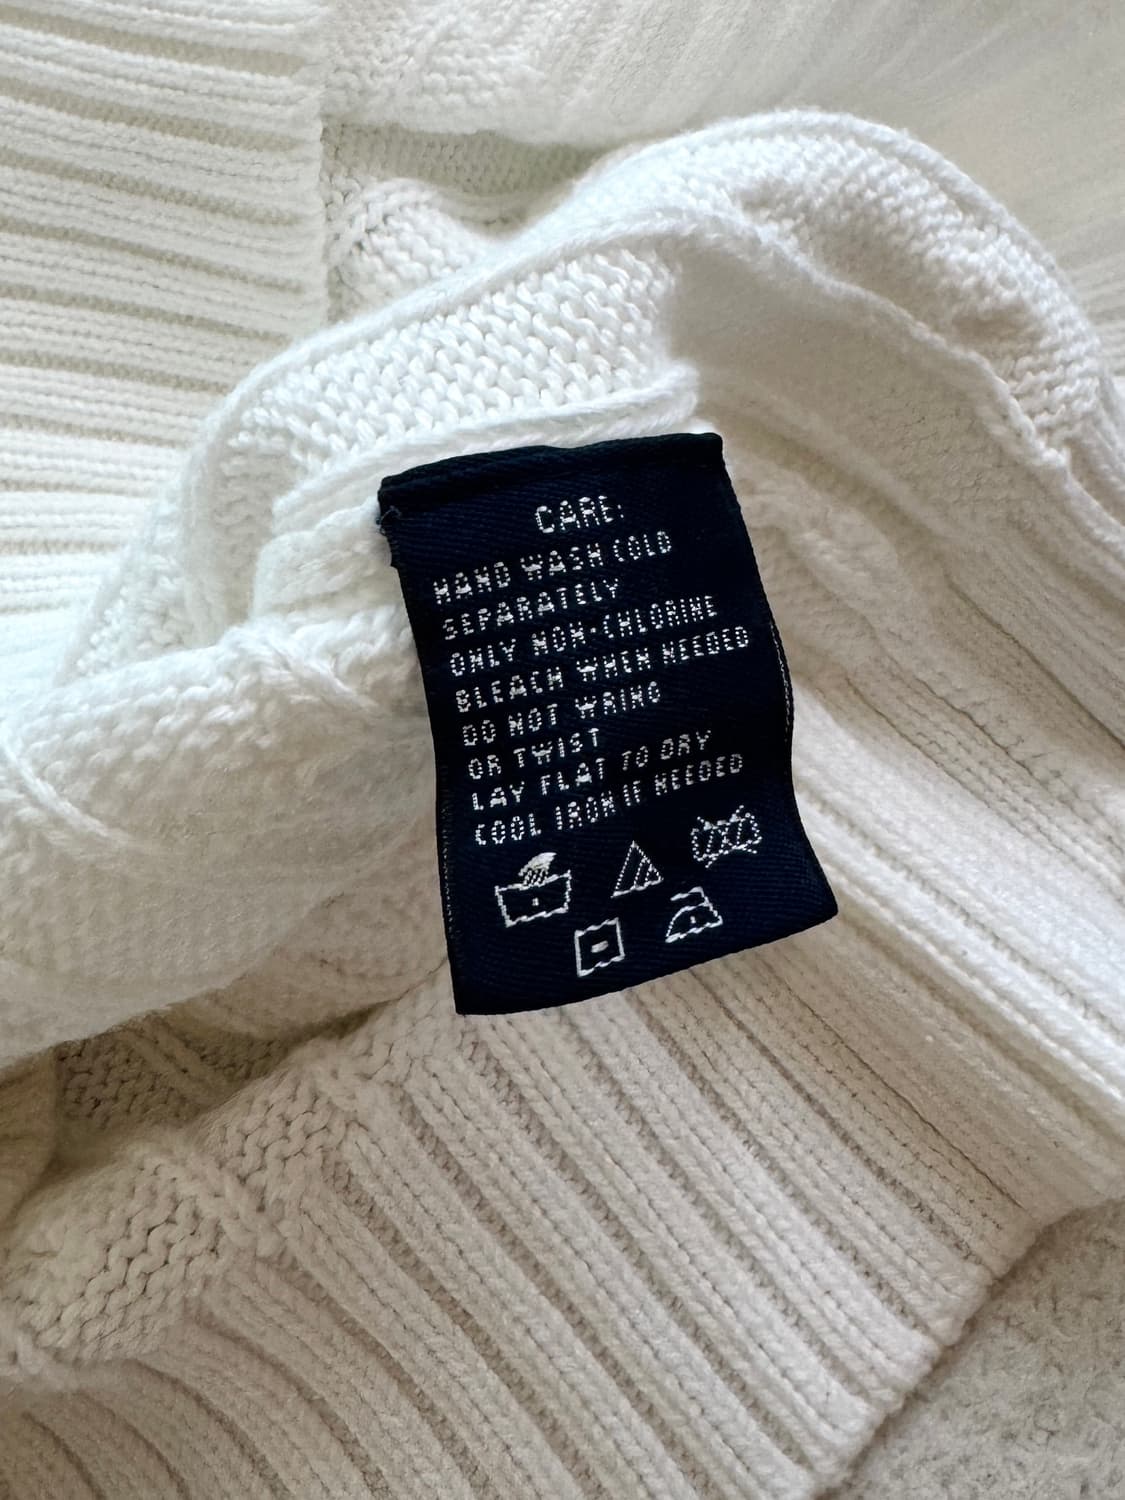 CARE:
HAND WASH COLD
SEPARATELY
ONLY NON-CHLORINE
BLEACH WHEN NEEDED
DO NOT WRING
OR TWIST
LAY FLAT TO DRY
COOL IRON IF NEEDED